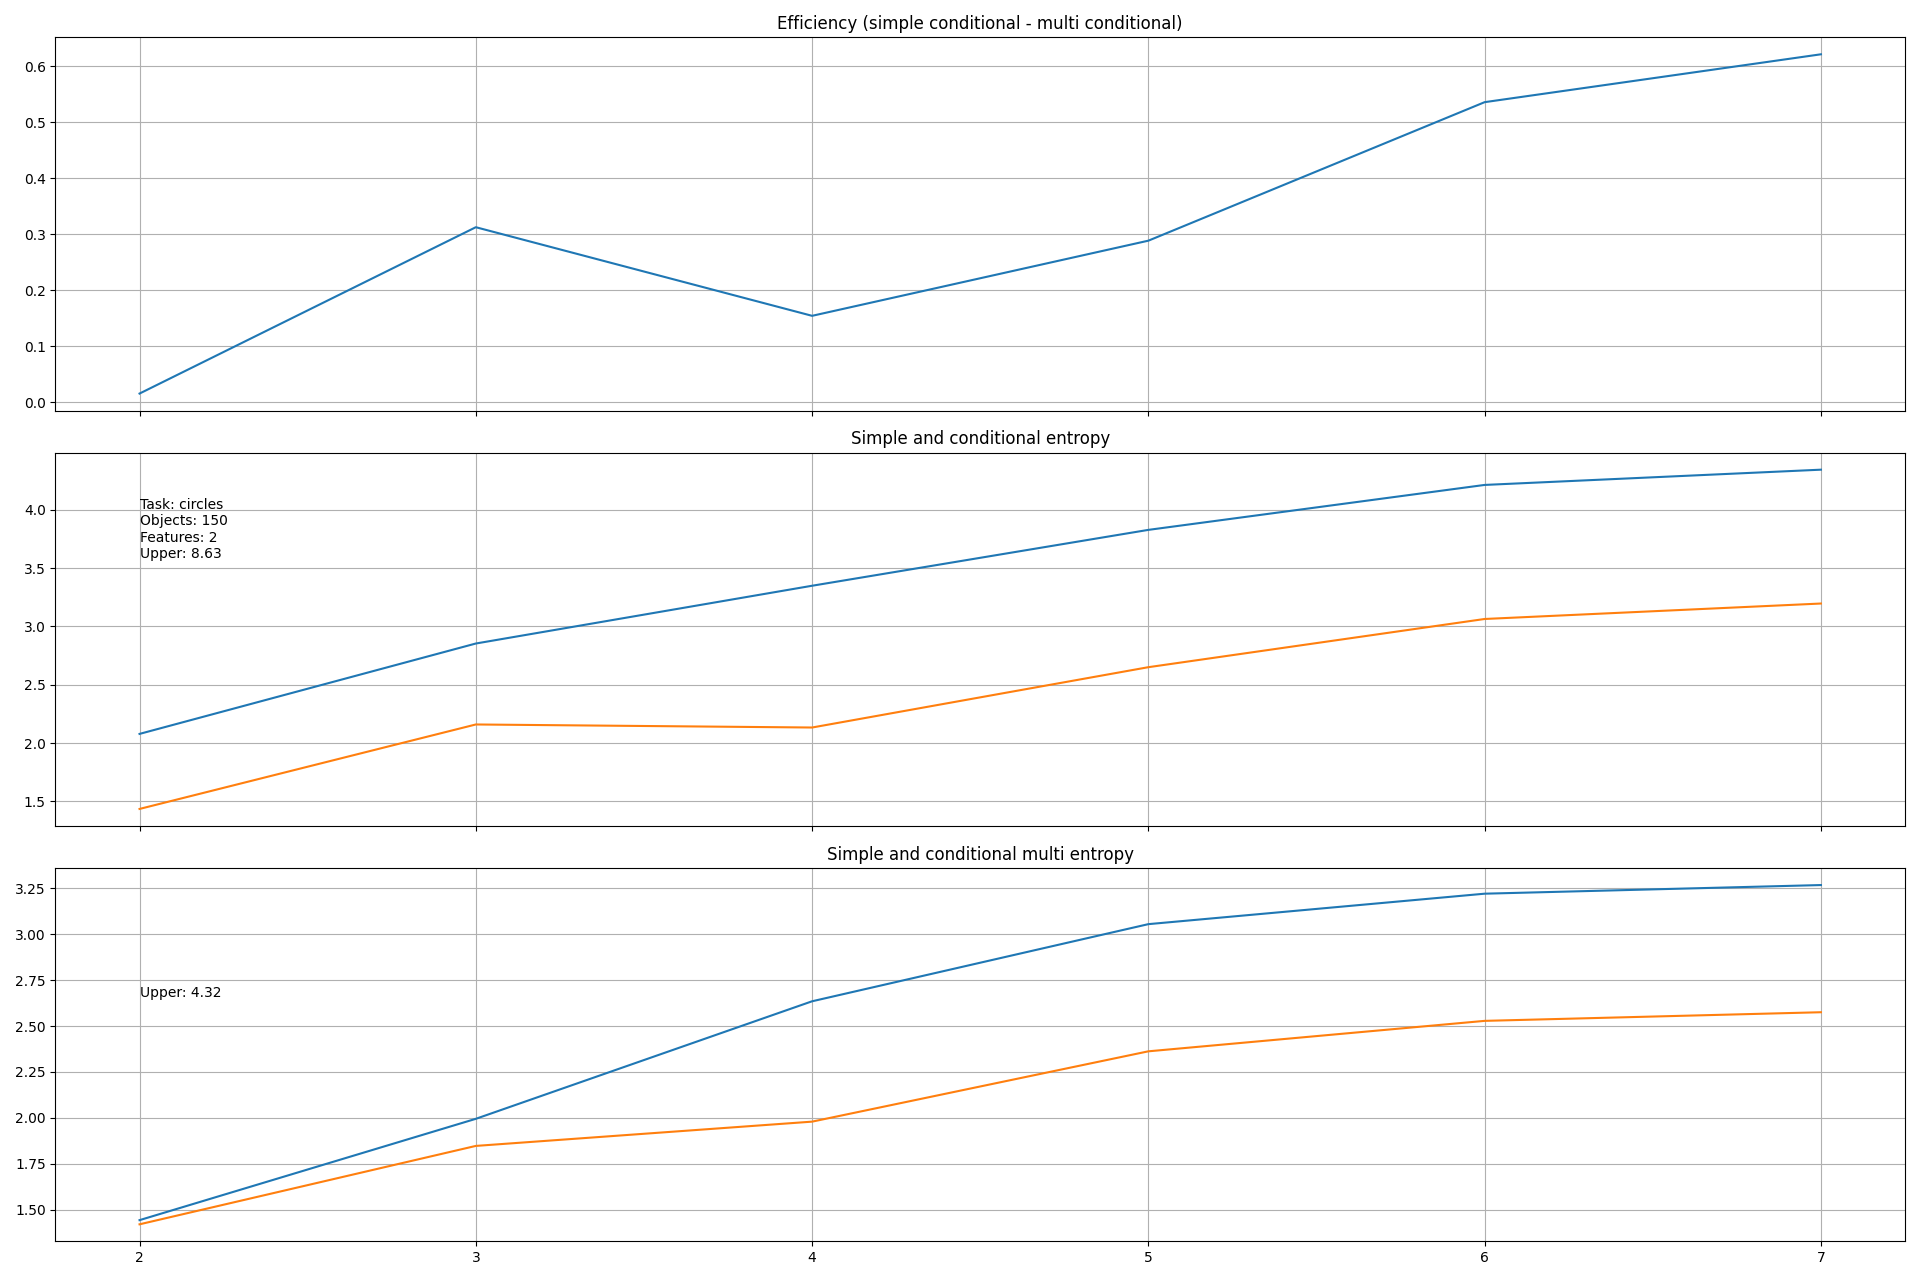 Efficiency (simple conditional - multi conditional)
0.6
0.5
0.4
0.3
0.2
0.1
0.0
Simple and conditional entropy
4.0
3.5
3.0
2.5
2.0
1.5
Task: circles
Objects: 150
Features: 2
Upper: 8.63
Simple and conditional multi entropy
3.25
3.00
2.75
2.50
2.25
2.00
1.75
1.50
Upper: 4.32
2 3 4 5 6 7